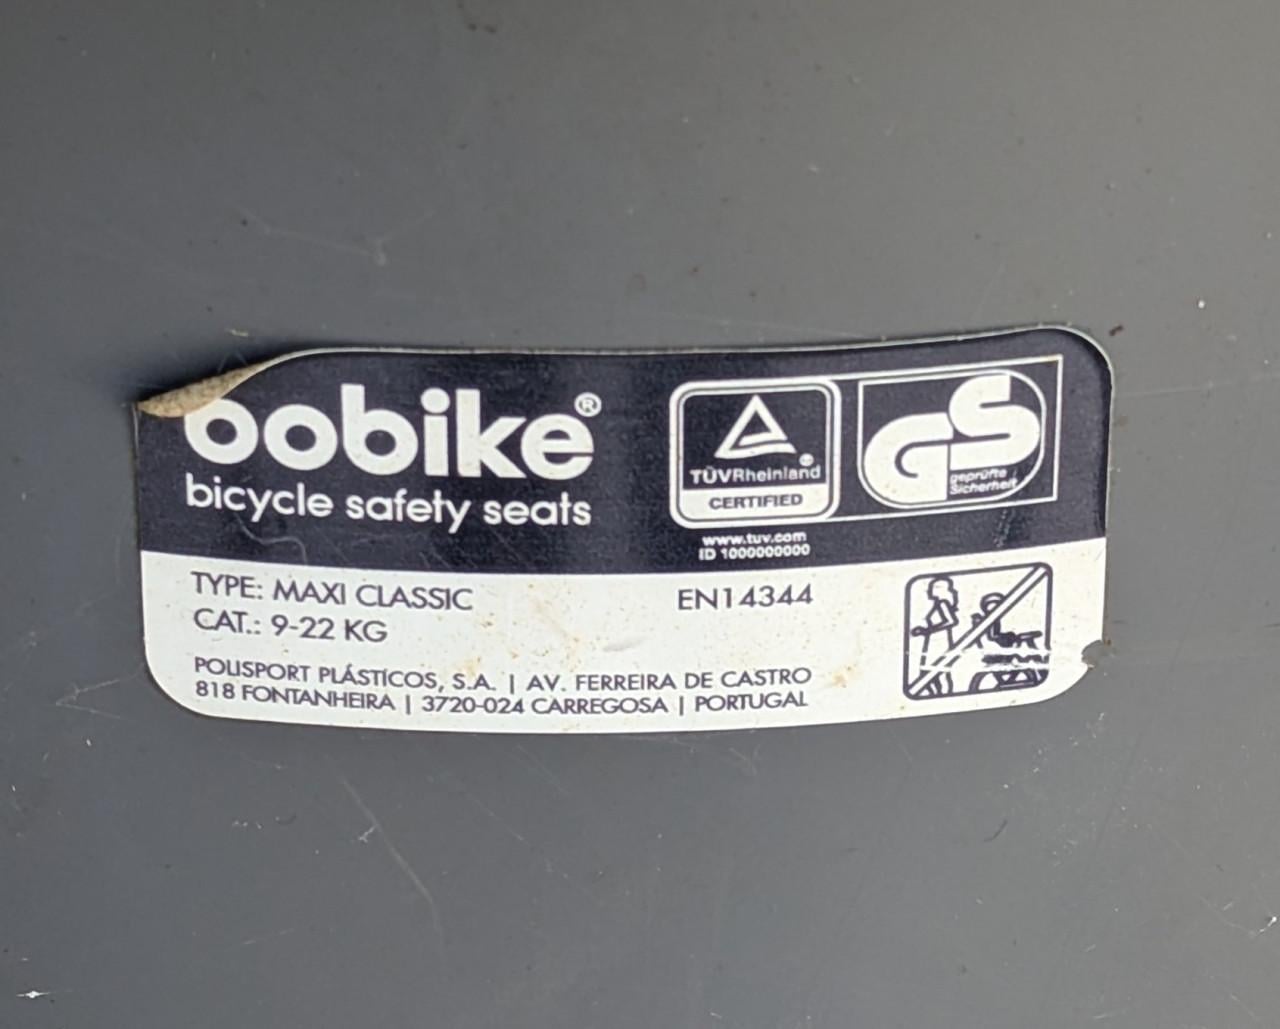 bobike®
bicycle safety seats
TÜVRheinland
CERTIFIED
www.tuv.com
ID 1000000000
GS
geprüfte
Sicherheit
TYPE: MAXI CLASSIC
EN14344
CAT.: 9-22 KG
POLISPORT PLÁSTICOS, S.A. | AV. FERREIRA DE CASTRO
818 FONTANHEIRA | 3720-024 CARREGOSA | PORTUGAL